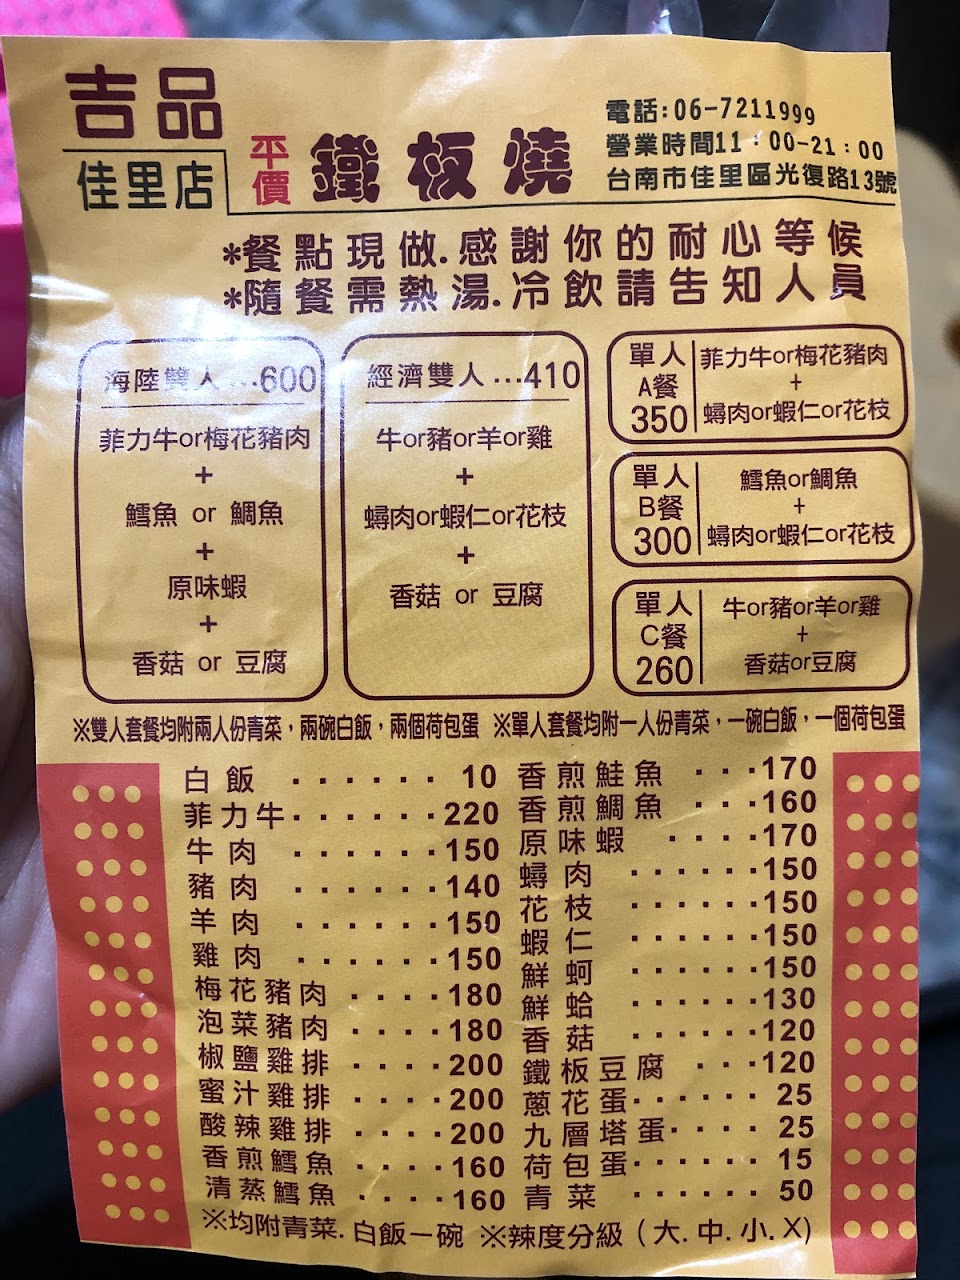 吉品
佳里店
平價
鐵板燒
電話:06-7211999
營業時間11：00-21：00
台南市佳里區光復路13號
*餐點現做.感謝你的耐心等候
*隨餐需熱湯.冷飲請告知人員
海陸雙人...600
菲力牛or梅花豬肉
+
鱈魚 or 鯛魚
+
原味蝦
+
香菇 or 豆腐
經濟雙人...410
牛or豬or羊or雞
+
蟳肉or蝦仁or花枝
+
香菇 or 豆腐
單人
A餐
350
菲力牛or梅花豬肉
+
蟳肉or蝦仁or花枝
單人
B餐
300
鱈魚or鯛魚
+
蟳肉or蝦仁or花枝
單人
C餐
260
牛or豬or羊or雞
+
香菇or豆腐
※雙人套餐均附兩人份青菜，兩碗白飯，兩個荷包蛋 ※單人套餐均附一人份青菜，一碗白飯，一個荷包蛋
白飯 ‧‧‧‧‧‧ 10
菲力牛‧‧‧‧‧‧220
牛肉 ‧‧‧‧‧‧150
豬肉 ‧‧‧‧‧‧140
羊肉 ‧‧‧‧‧‧150
雞肉 ‧‧‧‧‧‧150
梅花豬肉 ‧‧‧‧180
泡菜豬肉 ‧‧‧‧180
椒鹽雞排 ‧‧‧‧200
蜜汁雞排 ‧‧‧‧200
酸辣雞排 ‧‧‧‧200
香煎鱈魚 ‧‧‧‧160
清蒸鱈魚 ‧‧‧‧160
香煎鮭魚 ‧‧‧170
香煎鯛魚 ‧‧‧160
原味蝦 ‧‧‧‧170
蟳肉 ‧‧‧‧‧‧150
花枝 ‧‧‧‧‧‧150
蝦仁 ‧‧‧‧‧‧150
鮮蚵 ‧‧‧‧‧‧150
鮮蛤 ‧‧‧‧‧‧130
香菇 ‧‧‧‧‧‧120
鐵板豆腐 ‧‧‧120
蔥花蛋‧‧‧‧‧‧ 25
九層塔蛋‧‧‧‧ 25
荷包蛋‧‧‧‧‧‧ 15
青菜 ‧‧‧‧‧‧ 50
※均附青菜. 白飯一碗 ※辣度分級（大. 中. 小. X)